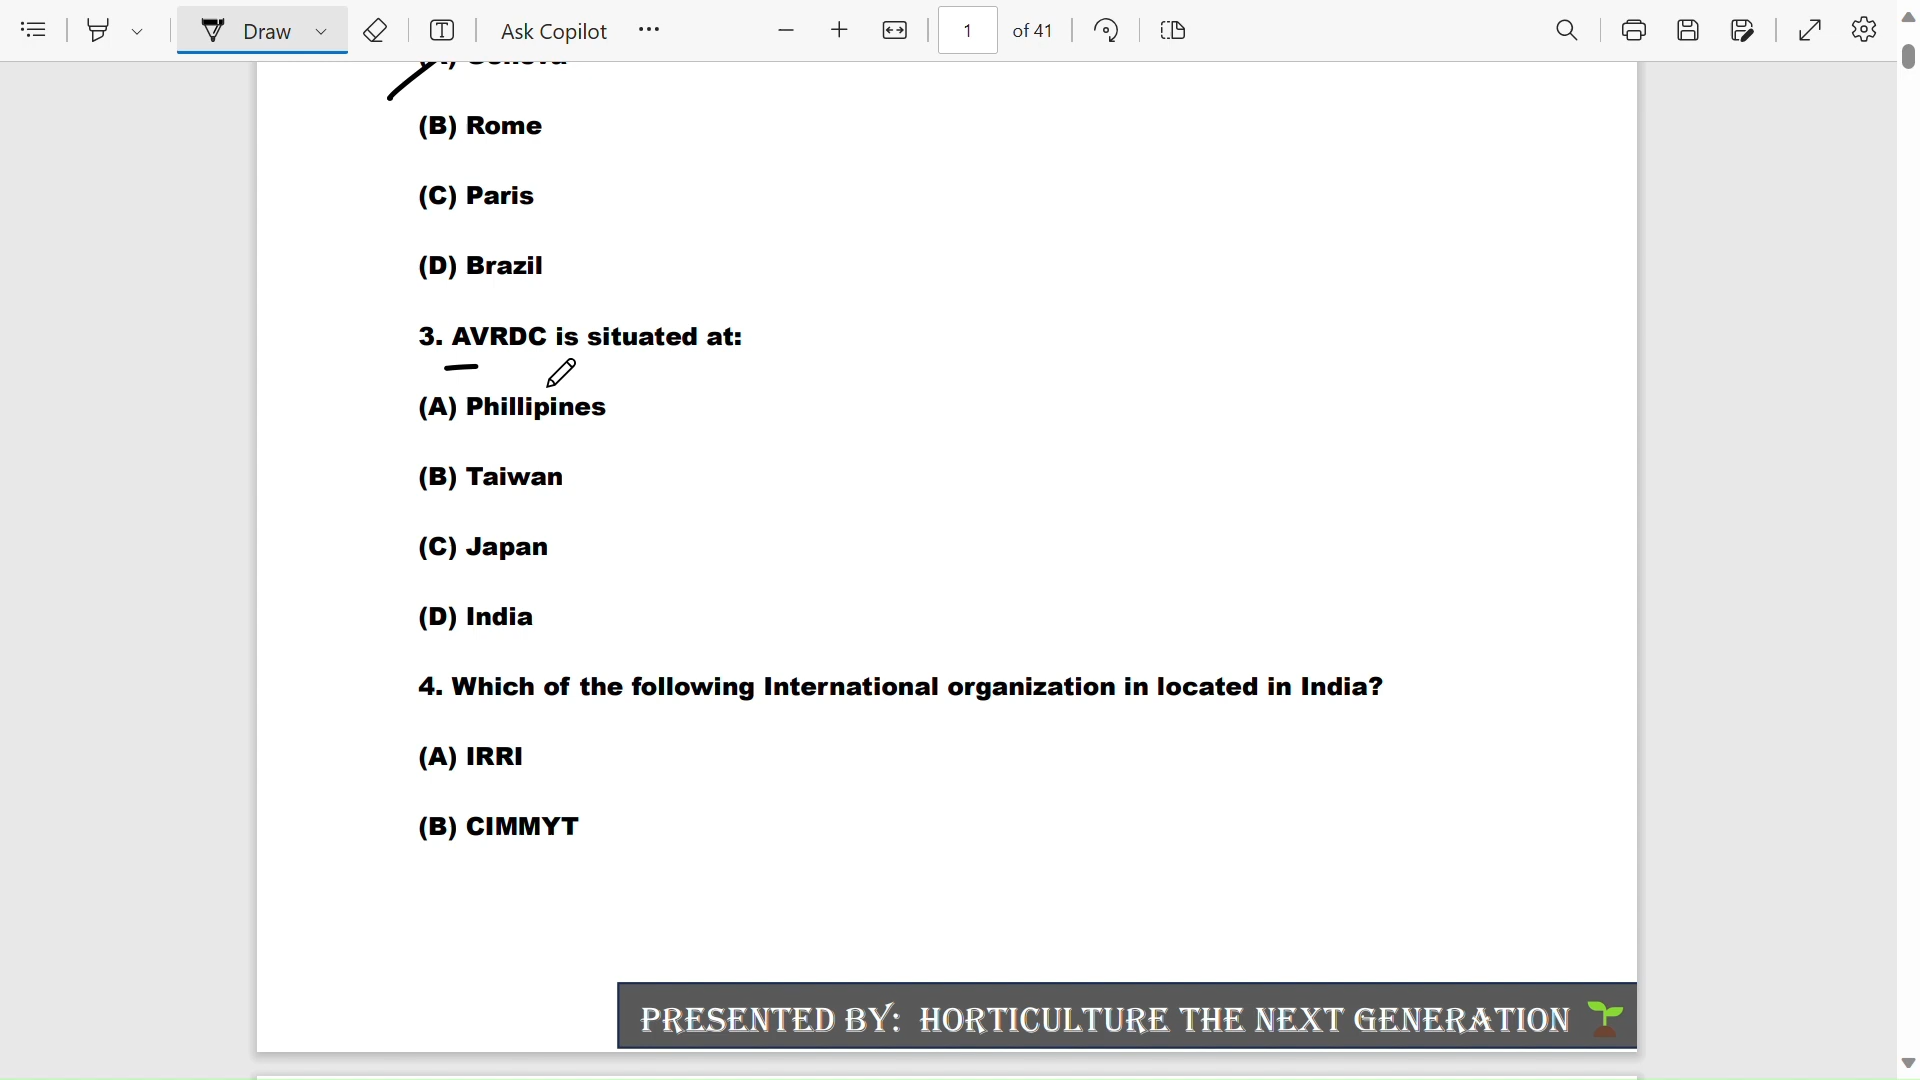 Draw
Ask Copilot
1 of 41
(B) Rome
(C) Paris
(D) Brazil
3. AVRDC is situated at:
(A) Phillipines
(B) Taiwan
(C) Japan
(D) India
4. Which of the following International organization in located in India?
(A) IRRI
(B) CIMMYT
PRESENTED BY: HORTICULTURE THE NEXT GENERATION